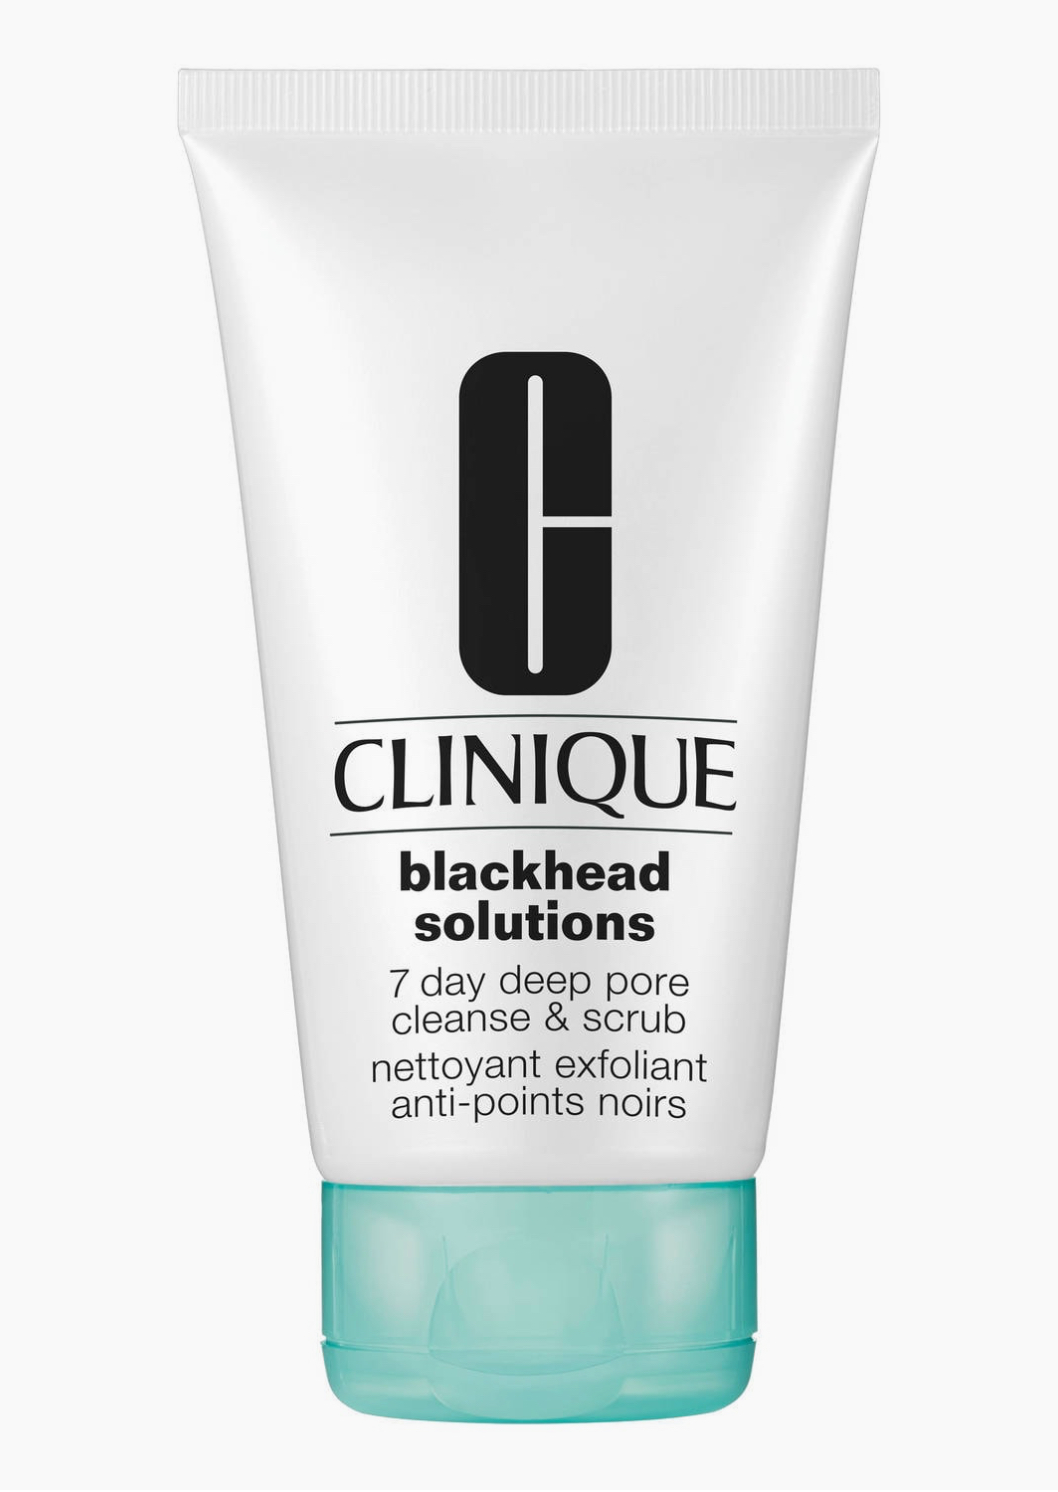 C
CLINIQUE
blackhead
solutions
7 day deep pore
cleanse & scrub
nettoyant exfoliant
anti-points noirs